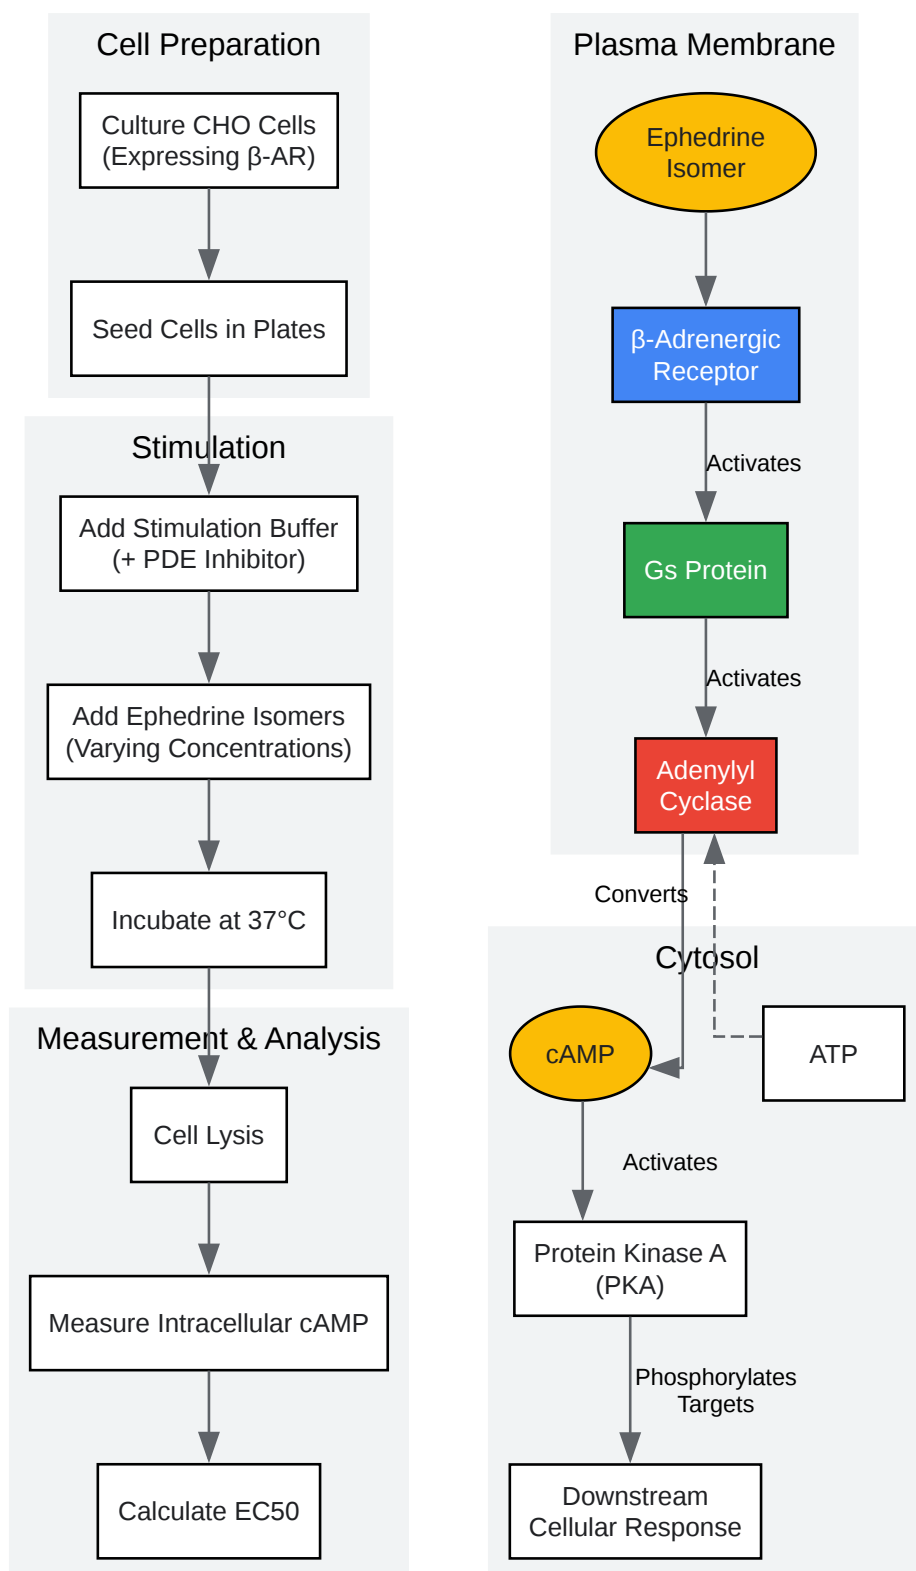 Cell Preparation
Culture CHO Cells
(Expressing β-AR)
Seed Cells in Plates
Stimulation
Add Stimulation Buffer
(+ PDE Inhibitor)
Add Ephedrine Isomers
(Varying Concentrations)
Incubate at 37°C
Measurement & Analysis
Cell Lysis
Measure Intracellular cAMP
Calculate EC50
Plasma Membrane
Ephedrine
Isomer
β-Adrenergic
Receptor
Activates
Gs Protein
Activates
Adenylyl
Cyclase
Converts
Cytosol
cAMP
ATP
Activates
Protein Kinase A
(PKA)
Phosphorylates
Targets
Downstream
Cellular Response